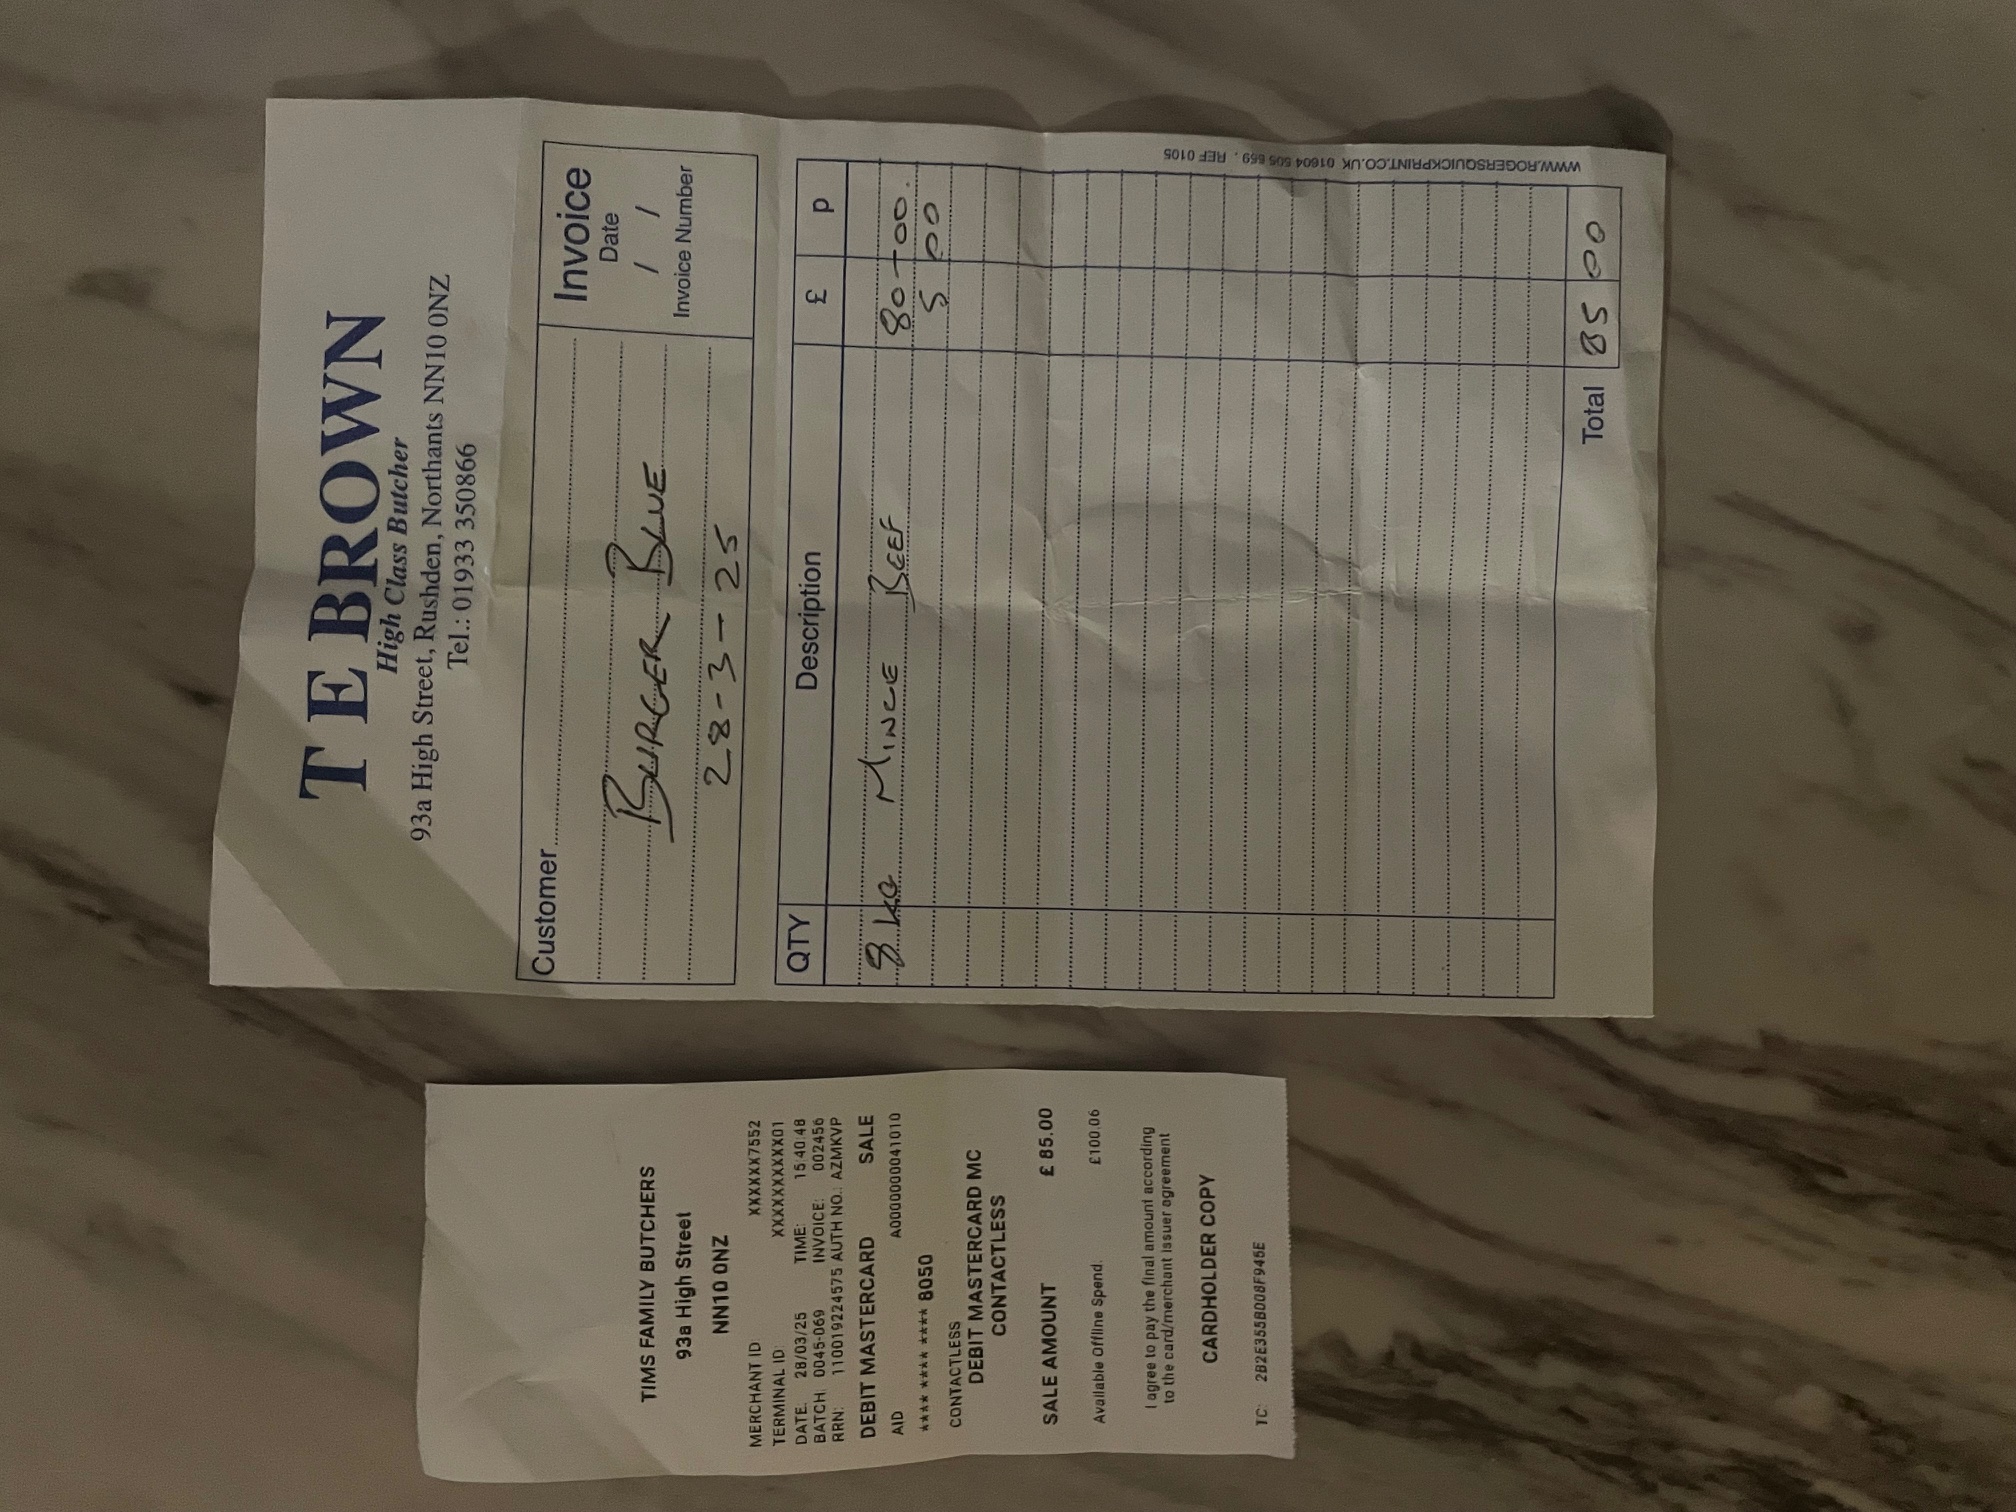 TIMS FAMILY BUTCHERS
93a High Street
NN10 0NZ
MERCHANT ID: XXXXXX7552
TERMINAL ID: XXXXXXXXXXX01
DATE: 28/03/25 TIME: 15:40:48
BATCH: 0045-069 INVOICE: 002456
RRN: 110019224575 AUTH NO.: AZMKVP
DEBIT MASTERCARD SALE
AID A0000000041010
**** **** **** 8050
CONTACTLESS
DEBIT MASTERCARD MC
CONTACTLESS
SALE AMOUNT £ 85.00
Available Offline Spend: £100.06
I agree to pay the final amount according
to the card/merchant issuer agreement
CARDHOLDER COPY
TC: 2B2E355B008F945E
T E BROWN
High Class Butcher
93a High Street, Rushden, Northants NN10 0NZ
Tel.: 01933 350866
Customer
BURGER BLUE
28-3-25
Invoice
Date
/ /
Invoice Number
QTY Description £ p
8 KG MINCE BEEF 80-00.
5 00
Total 85 00
WWW.ROGERSQUICKPRINT.CO.UK 01604 505 659 . REF 0105